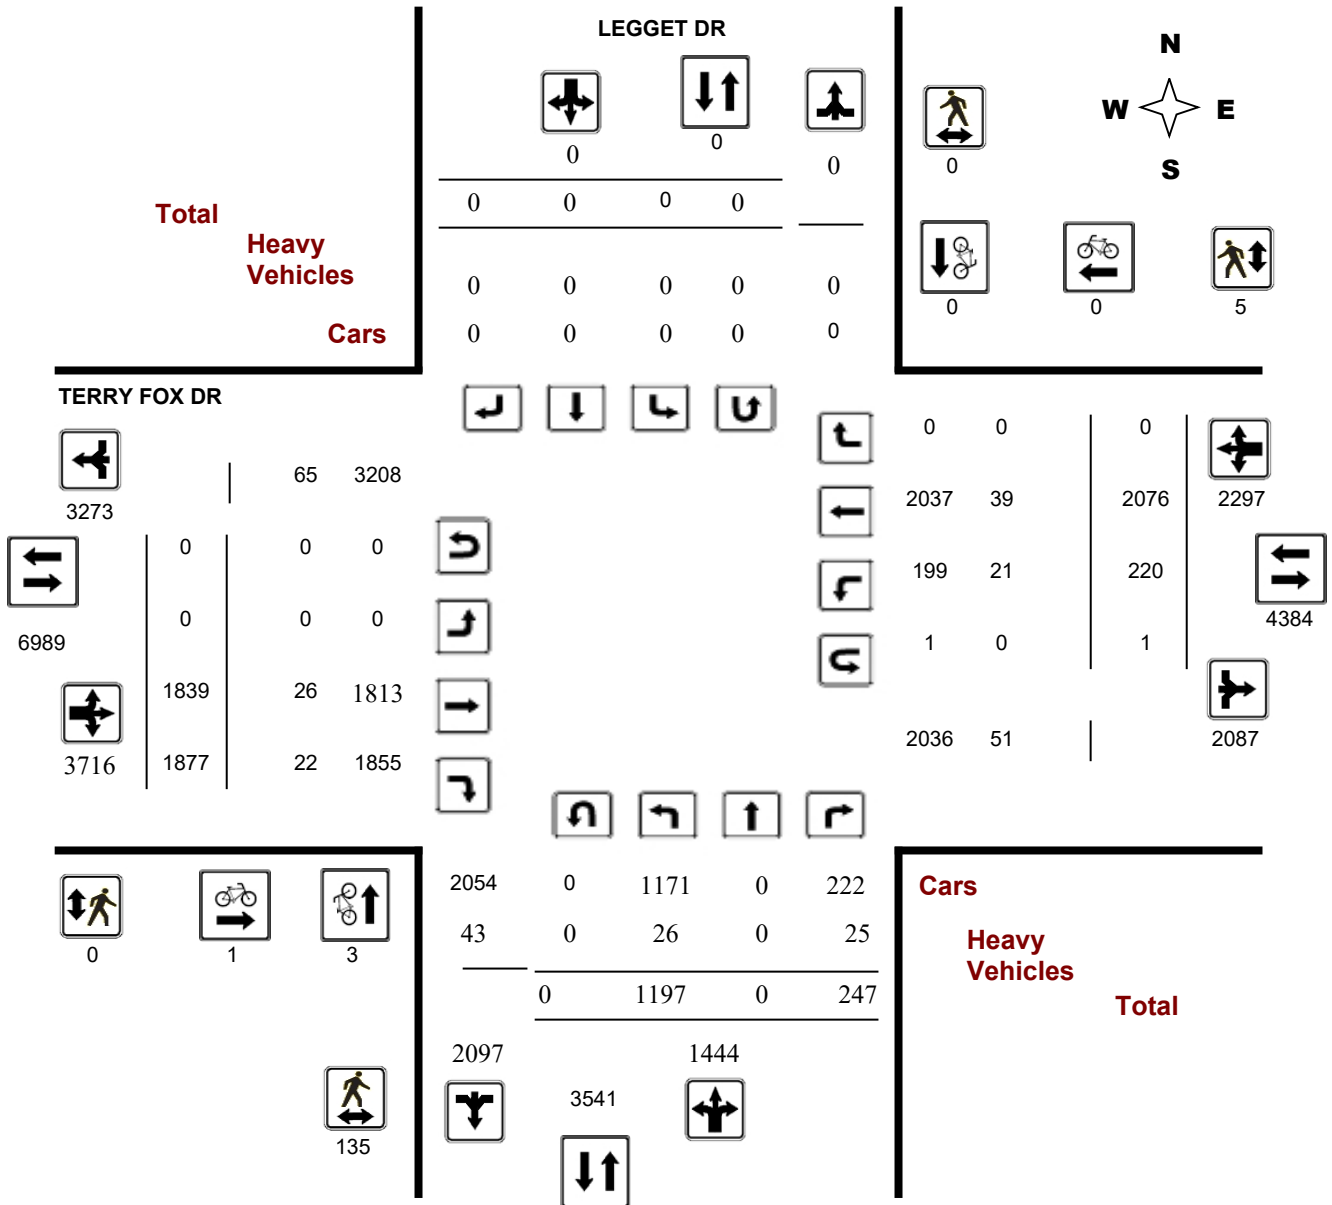 LEGGET DR
N
W E
S
0 0 0 0
0 0 0 0
Total
Heavy
Vehicles
0 0 0 0 0
Cars
0 0 0 0 0
0 0 5
TERRY FOX DR
65 3208
3273
0 0 0
0 0 0
6989
1839 26 1813
3716 1877 22 1855
0 0 0
2037 39 2076 2297
199 21 220
4384
1 0 1
2036 51 2087
2054 0 1171 0 222
43 0 26 0 25
0 1197 0 247
2097 1444
3541
0 1 3
135
Cars
Heavy
Vehicles
Total